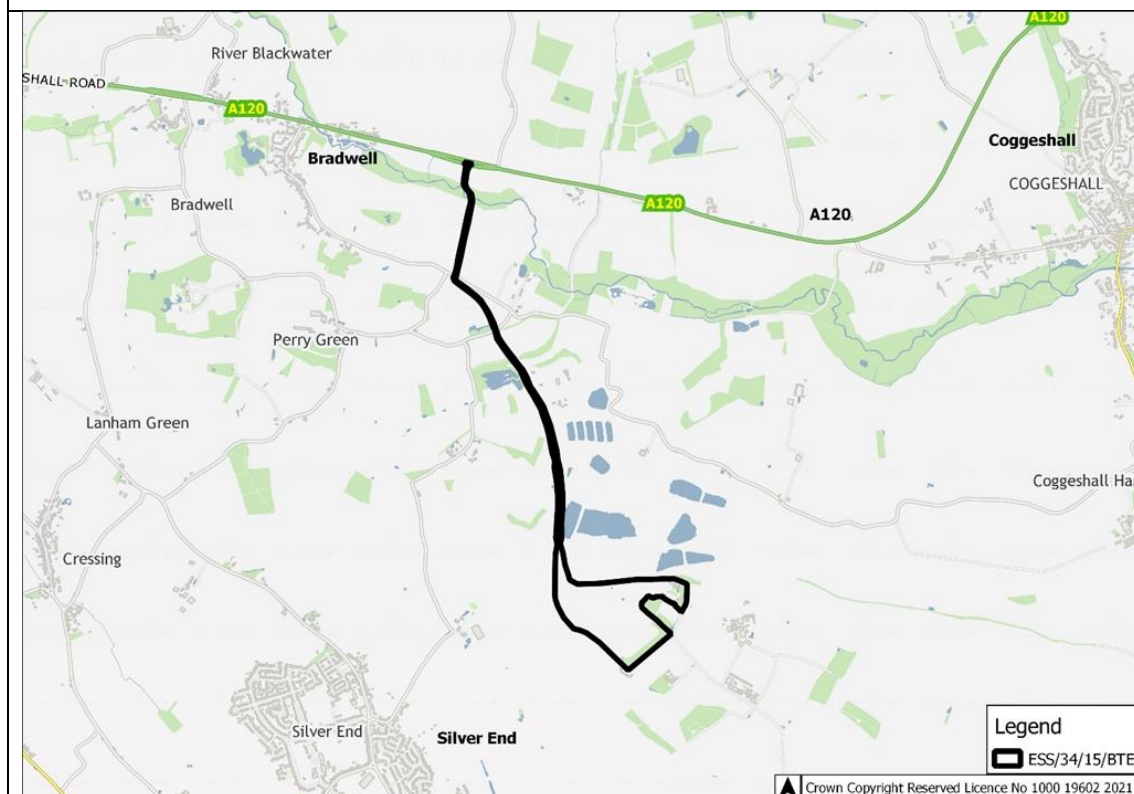 A120
River Blackwater
SHALL ROAD
A120
Bradwell
Coggeshall
COGGESHALL
Bradwell
A120
A120
Perry Green
Lanham Green
Coggeshall Ha
Cressing
Silver End
Silver End
Legend
ESS/34/15/BTE
Crown Copyright Reserved Licence No 1000 19602 2021